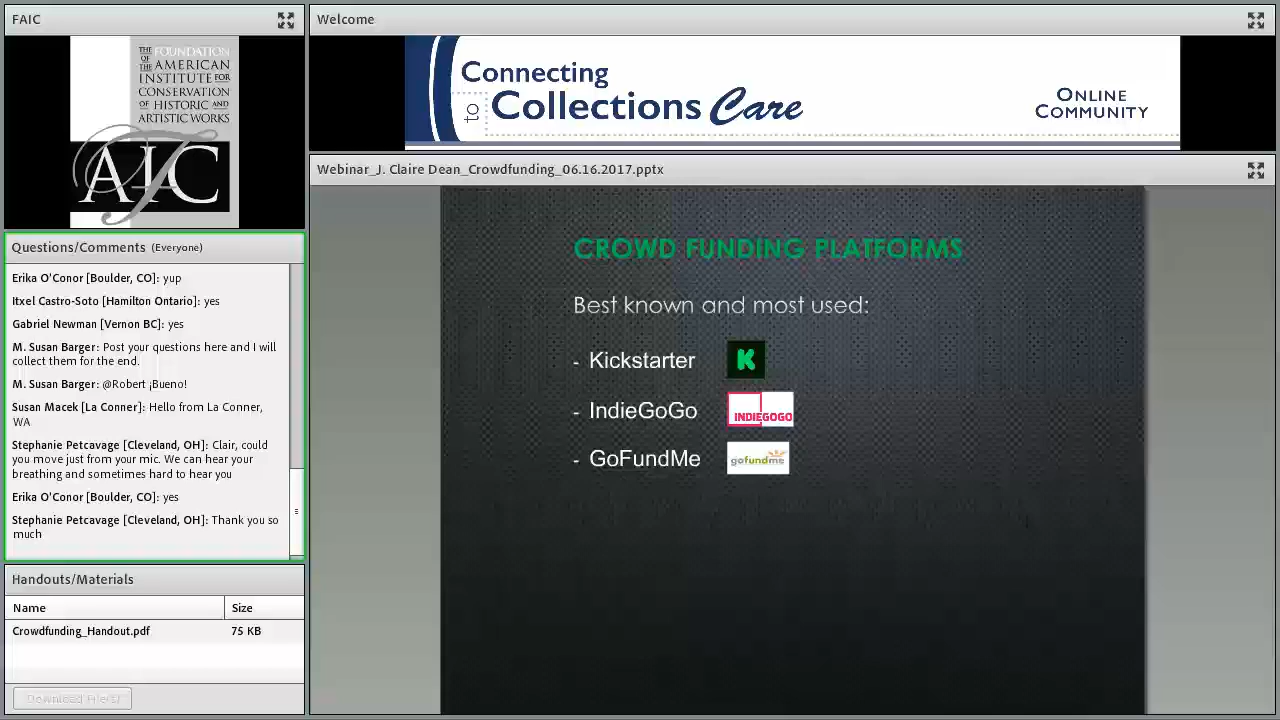 FAIC
THE FOUNDATION
OF THE AMERICAN
INSTITUTE FOR
CONSERVATION
OF HISTORIC AND
ARTISTIC WORKS
AIC
Questions/Comments (Everyone)
Erika O'Conor [Boulder, CO]: yup
Itxel Castro-Soto [Hamilton Ontario]: yes
Gabriel Newman [Vernon BC]: yes
M. Susan Barger: Post your questions here and I will
collect them for the end.
M. Susan Barger: @Robert ¡Bueno!
Susan Macek [La Conner]: Hello from La Conner,
WA
Stephanie Petcavage [Cleveland, OH]: Clair, could
you move just from your mic. We can hear your
breathing and sometimes hard to hear you
Erika O'Conor [Boulder, CO]: yes
Stephanie Petcavage [Cleveland, OH]: Thank you so
much
Handouts/Materials
Name Size
Crowdfunding_Handout.pdf 75 KB
Download File(s)
Welcome
Connecting
to Collections Care
ONLINE
COMMUNITY
Webinar_J. Claire Dean_Crowdfunding_06.16.2017.pptx
CROWD FUNDING PLATFORMS
Best known and most used:
- Kickstarter K
- IndieGoGo INDIEGOGO
- GoFundMe gofundme